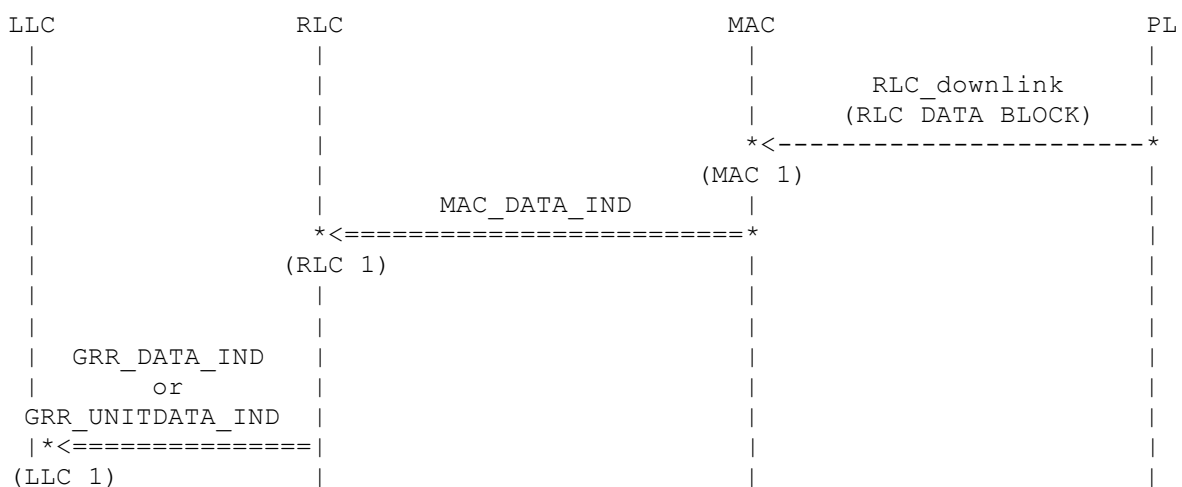 LLC RLC MAC PL
RLC_downlink
(RLC DATA BLOCK)
*<-----------------------*
(MAC 1)
MAC_DATA_IND
*<=========================*
(RLC 1)
GRR_DATA_IND
or
GRR_UNITDATA_IND
|*<===============|
(LLC 1)